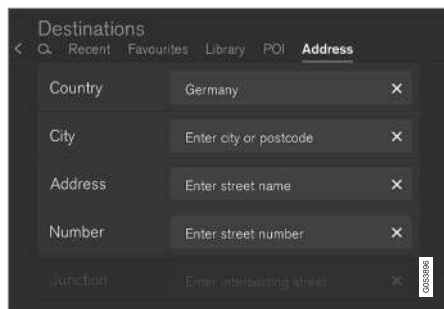 Destinations
Recent Favourites Library POI Address
Country Germany
City Enter city or postcode
Address Enter street name
Number Enter street number
Junction Enter intersecting street
G053896